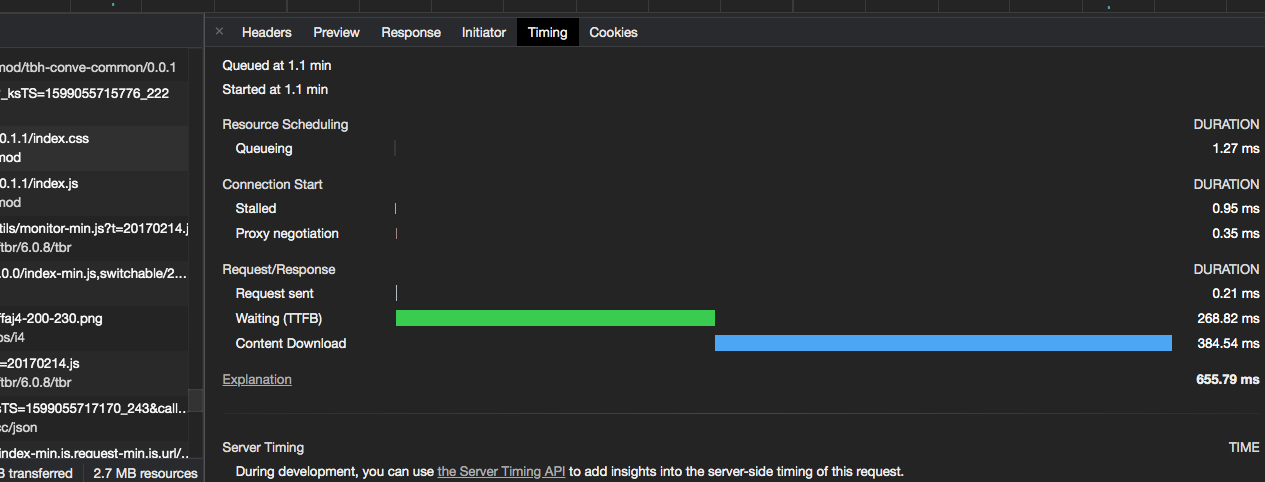 × Headers Preview Response Initiator Timing Cookies
mod/tbh-conve-common/0.0.1
_ksTS=1599055715776_222
0.1.1/index.css
mod
0.1.1/index.js
mod
tils/monitor-min.js?t=20170214.j
tbr/6.0.8/tbr
.0.0/index-min.js,switchable/2...
ffaj4-200-230.png
ps/i4
=20170214.js
tbr/6.0.8/tbr
sTS=1599055717170_243&call...
cc/json
index-min.js,request-min.js,url/...
B transferred 2.7 MB resources
Queued at 1.1 min
Started at 1.1 min
Resource Scheduling DURATION
Queueing 1.27 ms
Connection Start DURATION
Stalled 0.95 ms
Proxy negotiation 0.35 ms
Request/Response DURATION
Request sent 0.21 ms
Waiting (TTFB) 268.82 ms
Content Download 384.54 ms
Explanation 655.79 ms
Server Timing TIME
During development, you can use the Server Timing API to add insights into the server-side timing of this request.